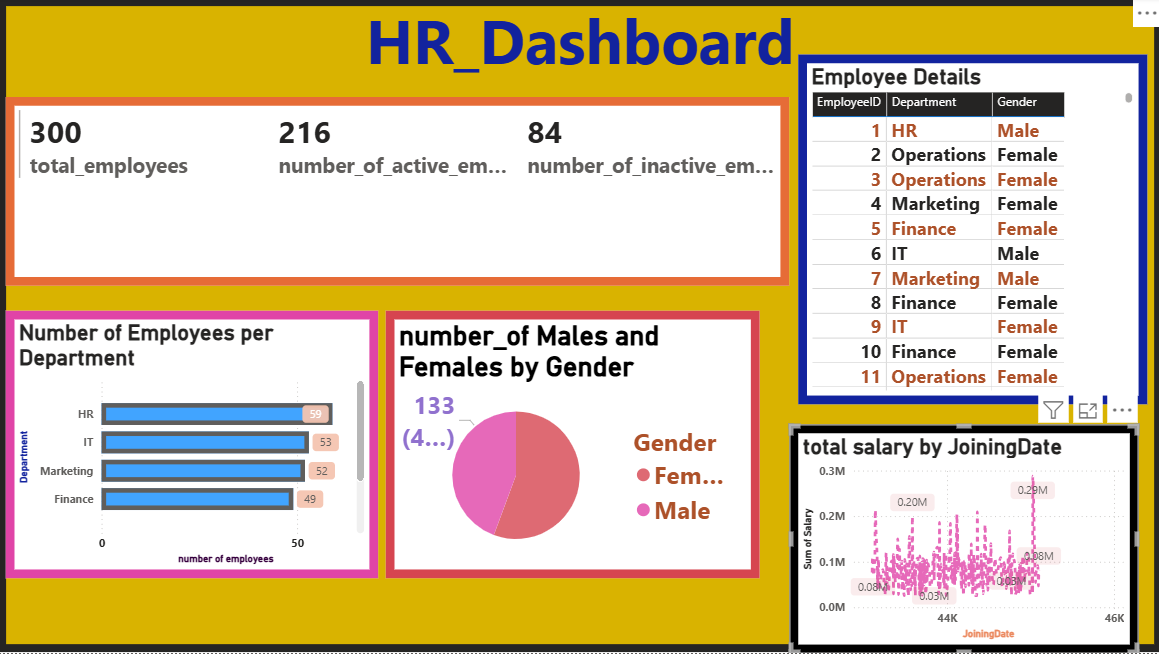 HR_Dashboard
300
total_employees
216
number_of_active_em...
84
number_of_inactive_em...
Employee Details
EmployeeID Department Gender
1 HR Male
2 Operations Female
3 Operations Female
4 Marketing Female
5 Finance Female
6 IT Male
7 Marketing Male
8 Finance Female
9 IT Female
10 Finance Female
11 Operations Female
Number of Employees per
Department
Department
HR 59
IT 53
Marketing 52
Finance 49
0 50
number of employees
number_of Males and
Females by Gender
133
(4...)
Gender
Fem...
Male
total salary by JoiningDate
Sum of Salary
0.3M
0.2M
0.1M
0.0M
0.29M
0.20M
0.08M
0.08M
0.03M
0.03M
44K 46K
JoiningDate